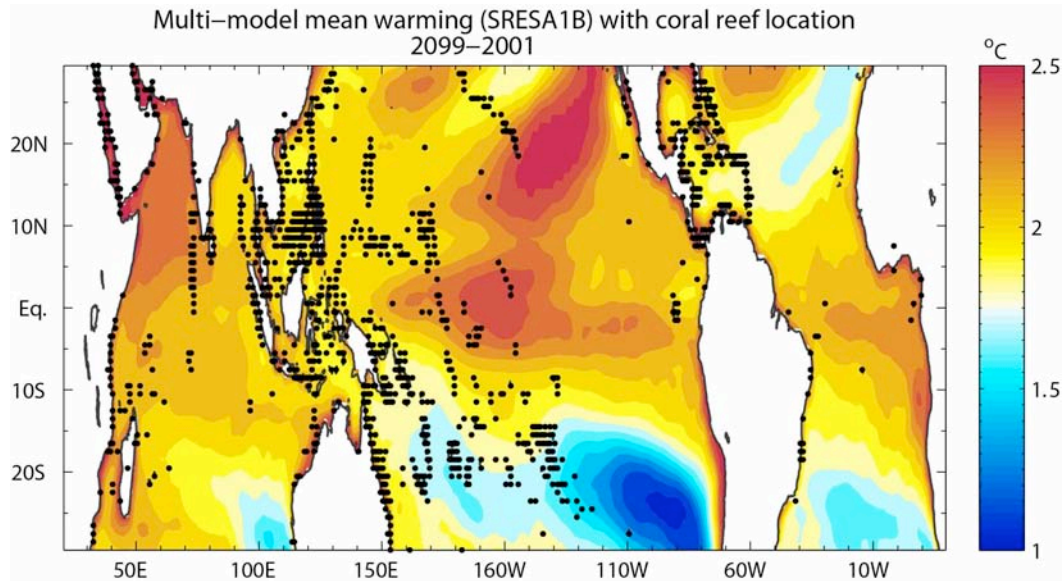 Multi−model mean warming (SRESA1B) with coral reef location
2099−2001
°C
2.5
2
1.5
1
20N
10N
Eq.
10S
20S
50E 100E 150E 160W 110W 60W 10W